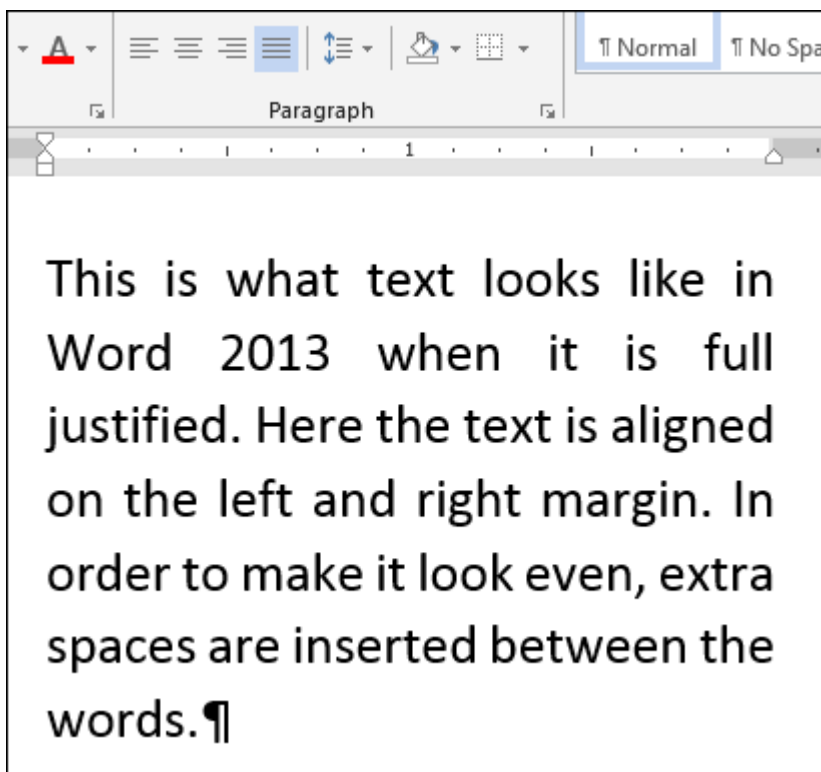 A
¶ Normal ¶ No Spa
Paragraph
1
This is what text looks like in
Word 2013 when it is full
justified. Here the text is aligned
on the left and right margin. In
order to make it look even, extra
spaces are inserted between the
words.¶